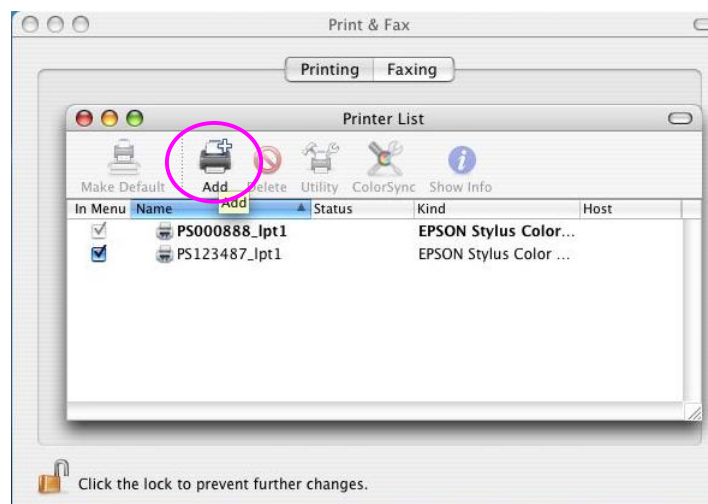 Print & Fax
Printing Faxing
Printer List
Make Default Add Delete Utility ColorSync Show Info
Add
In Menu Name Status Kind Host
PS000888_lpt1 EPSON Stylus Color...
PS123487_lpt1 EPSON Stylus Color ...
Click the lock to prevent further changes.